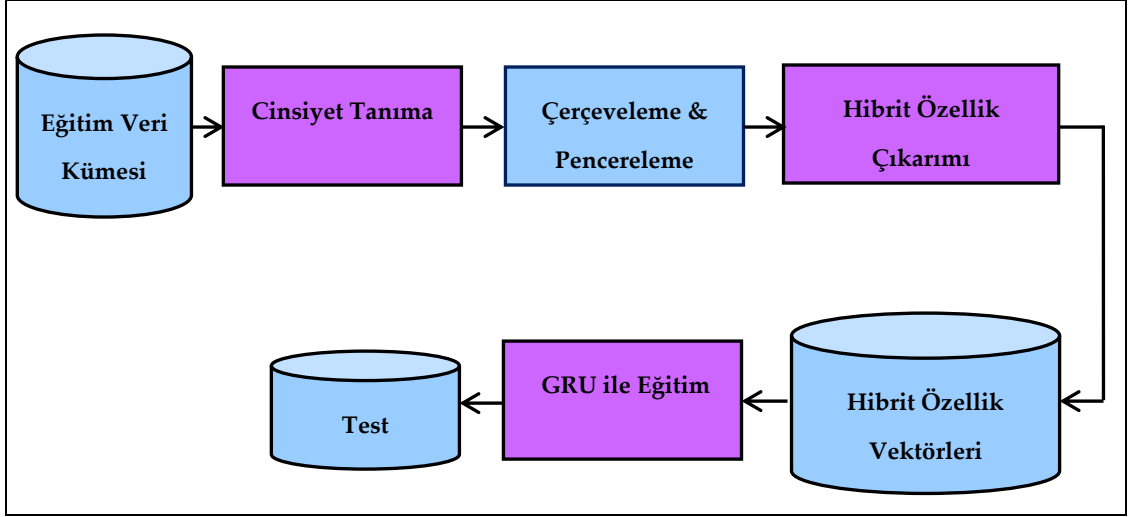 Eğitim Veri
Kümesi
Cinsiyet Tanıma
Çerçeveleme &
Pencereleme
Hibrit Özellik
Çıkarımı
Hibrit Özellik
Vektörleri
GRU ile Eğitim
Test